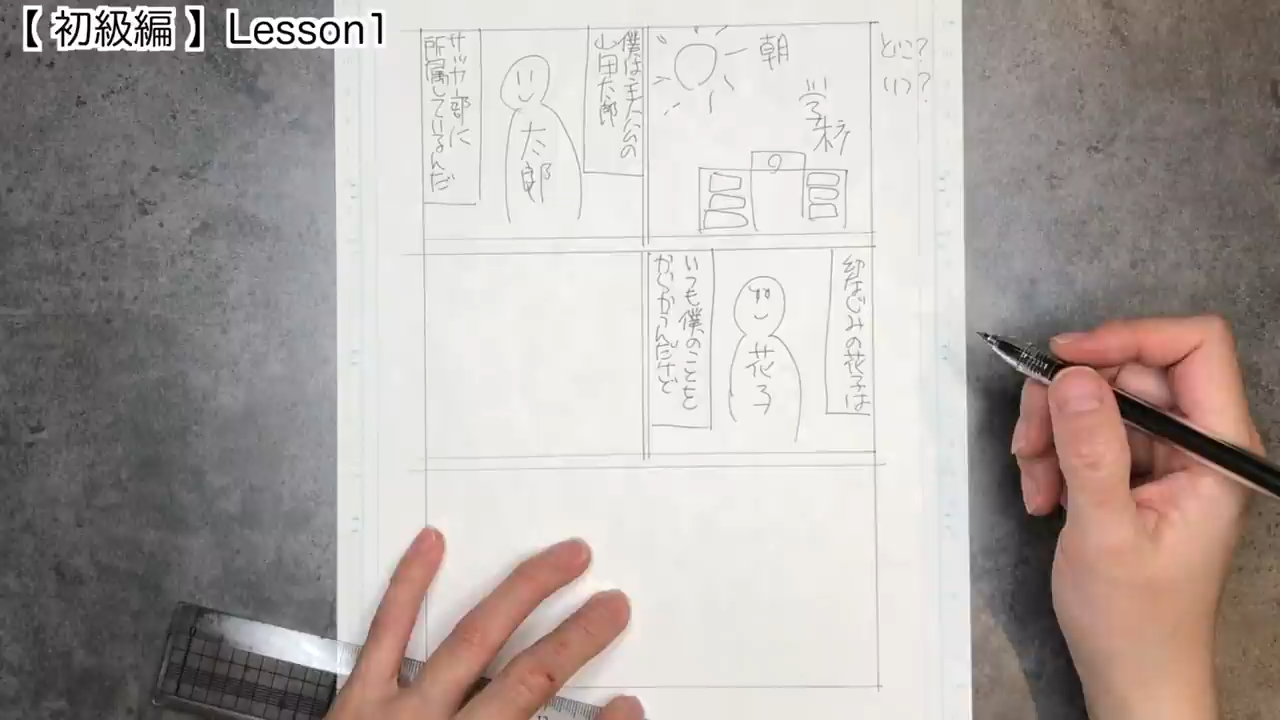 【 初級編 】 Lesson1
どこ?
いつ?
朝
学校
僕は主人公の
山田太郎
太郎
サッカー部に
所属しているんだ
幼なじみの花子は
花子
いつも僕のことを
からかうんだけど